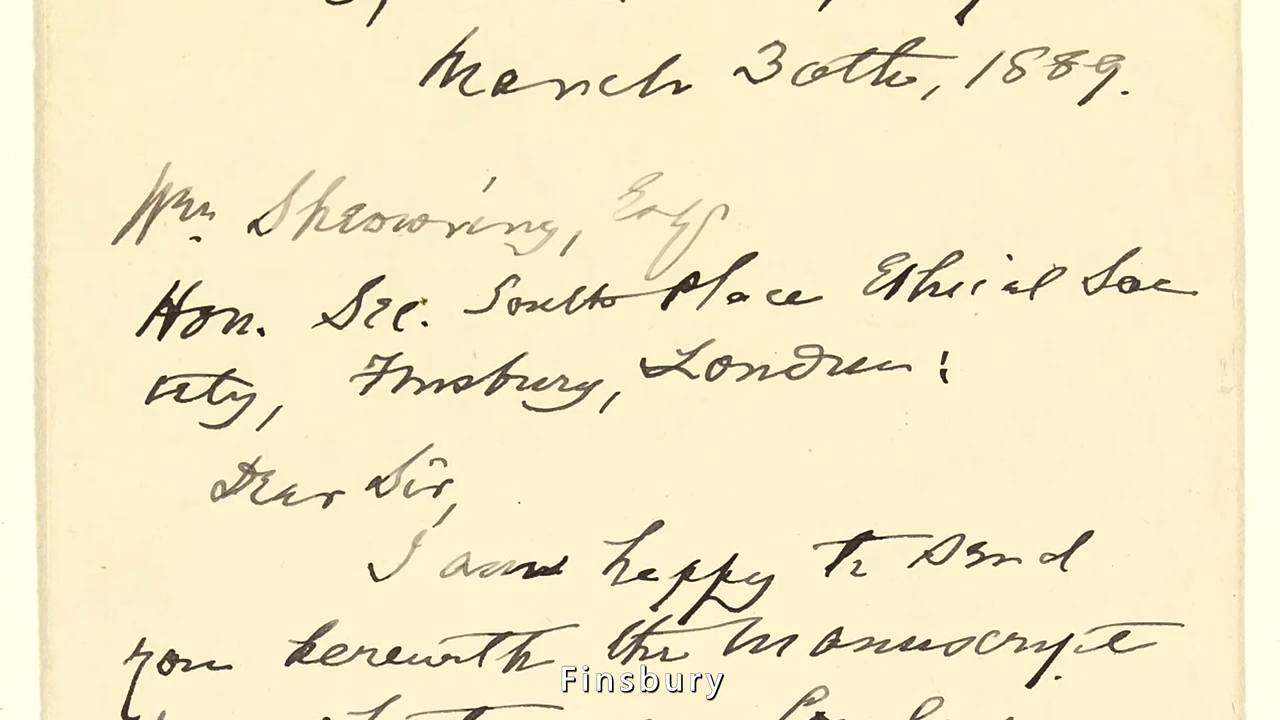 March 30th, 1889.
Wm. Sheowring, Esq
Hon. Sec. South Place Ethical Soc
iety, Finsbury, London:
Dear Sir,
I am happy to send
you herewith the manuscript
Finsbury